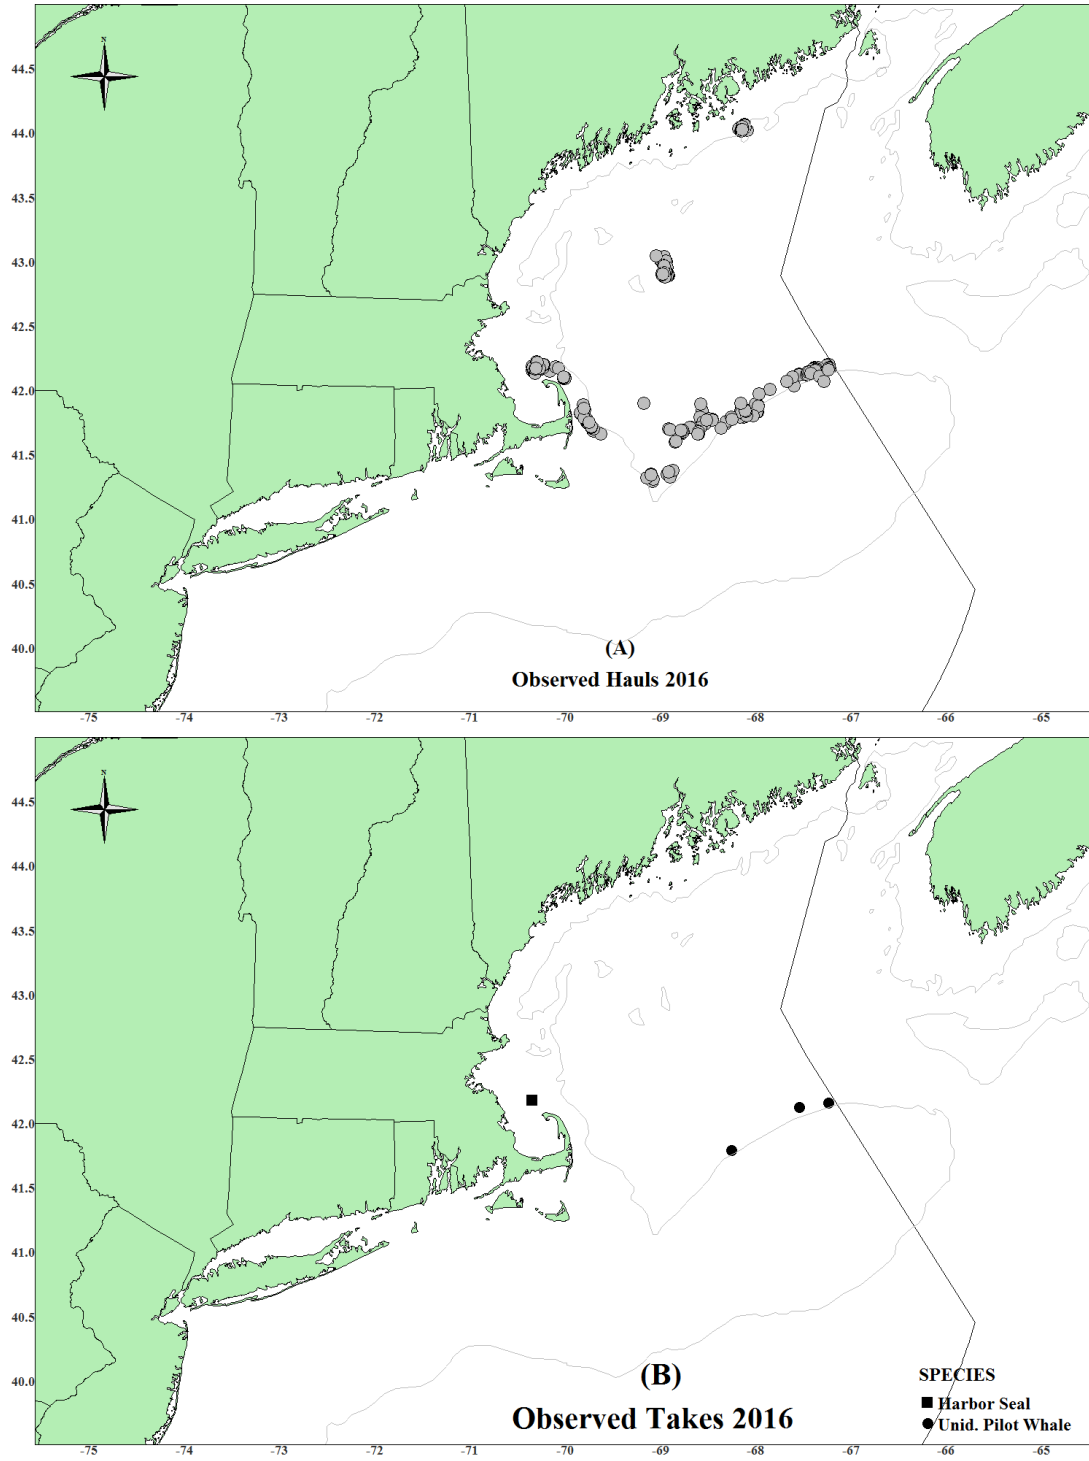 N
44.5
44.0
43.5
43.0
42.5
42.0
41.5
41.0
40.5
40.0
(A)
Observed Hauls 2016
-75 -74 -73 -72 -71 -70 -69 -68 -67 -66 -65
N
44.5
44.0
43.5
43.0
42.5
42.0
41.5
41.0
40.5
40.0
(B)
Observed Takes 2016
SPECIES
Harbor Seal
Unid. Pilot Whale
-75 -74 -73 -72 -71 -70 -69 -68 -67 -66 -65